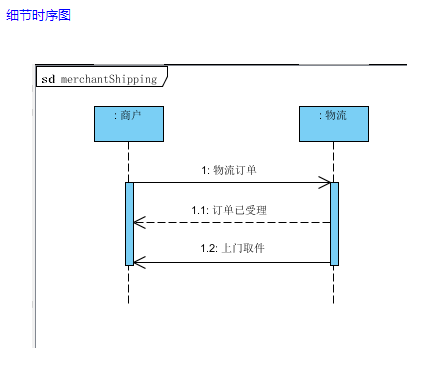 细节时序图
sd merchantShipping
: 商户
: 物流
1: 物流订单
1.1: 订单已受理
1.2: 上门取件